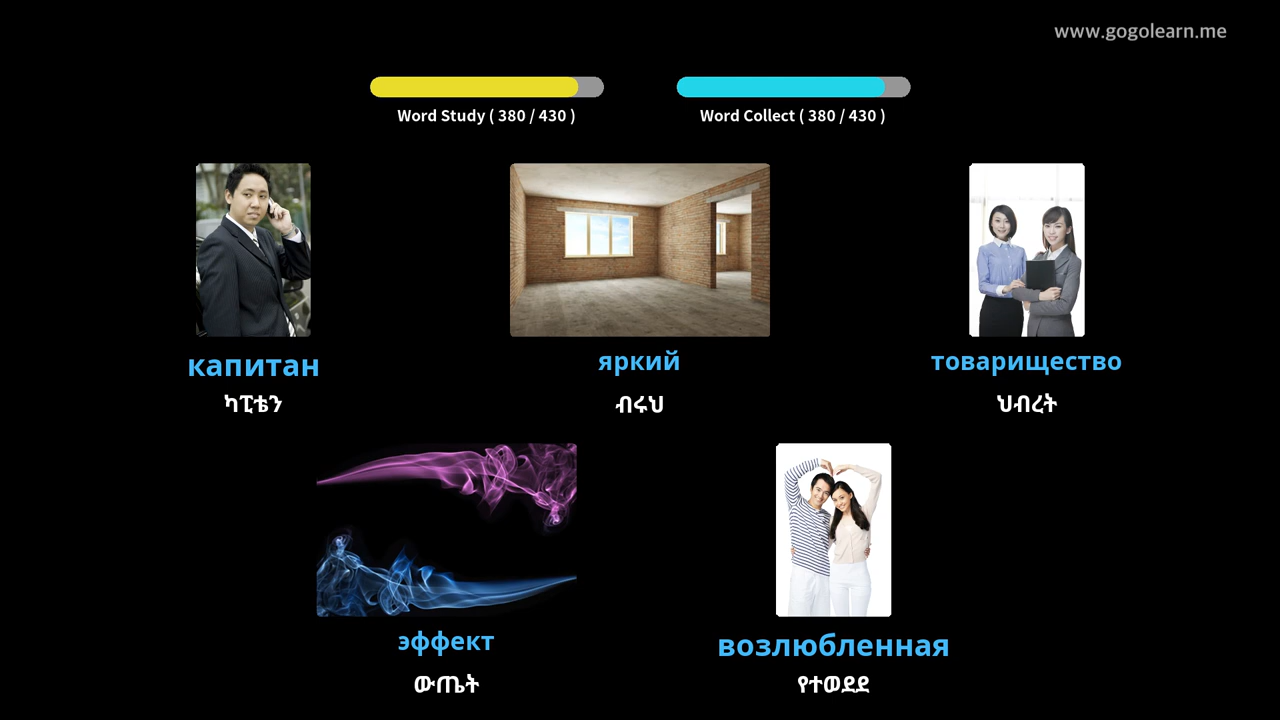 www.gogolearn.me
Word Study ( 380 / 430 )
Word Collect ( 380 / 430 )
капитан
ካፒቴን
яркий
ብሩህ
товарищество
ህብረት
эффект
ውጤት
возлюбленная
የተወደደ